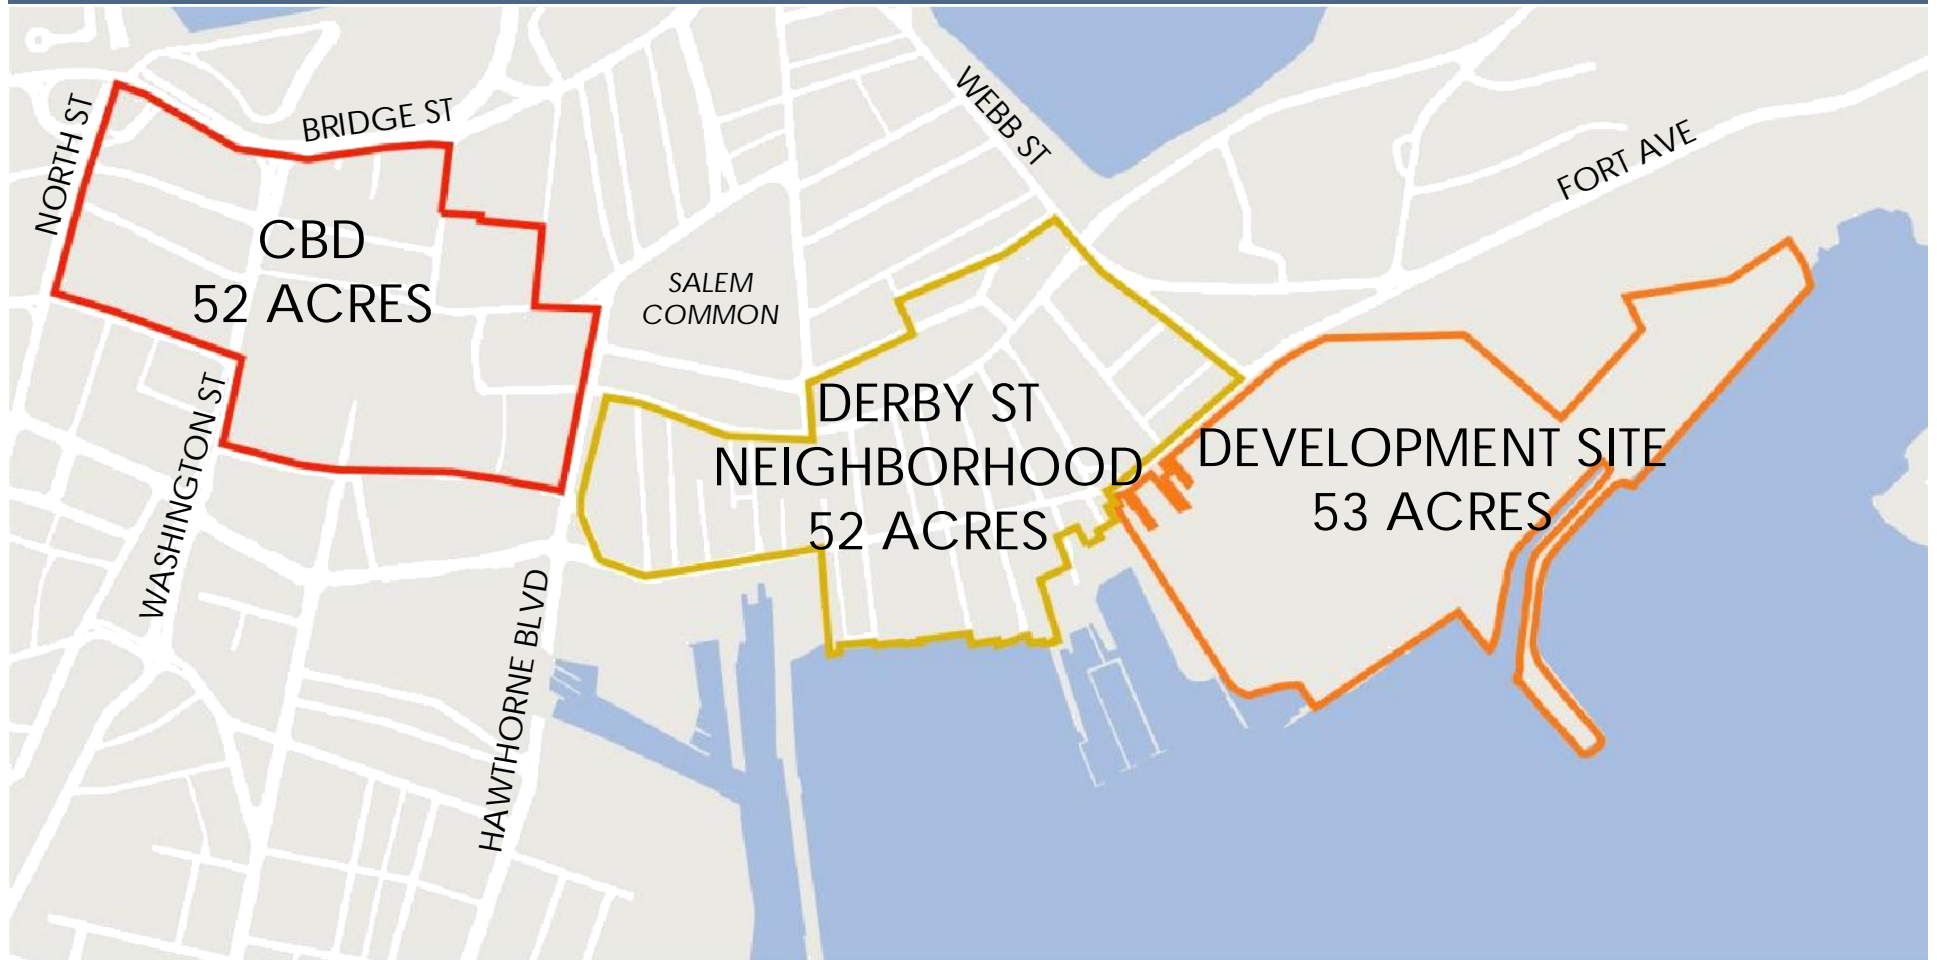 NORTH ST
BRIDGE ST
WEBB ST
FORT AVE
CBD
52 ACRES
SALEM
COMMON
WASHINGTON ST
DERBY ST
NEIGHBORHOOD
52 ACRES
DEVELOPMENT SITE
53 ACRES
HAWTHORNE BLVD